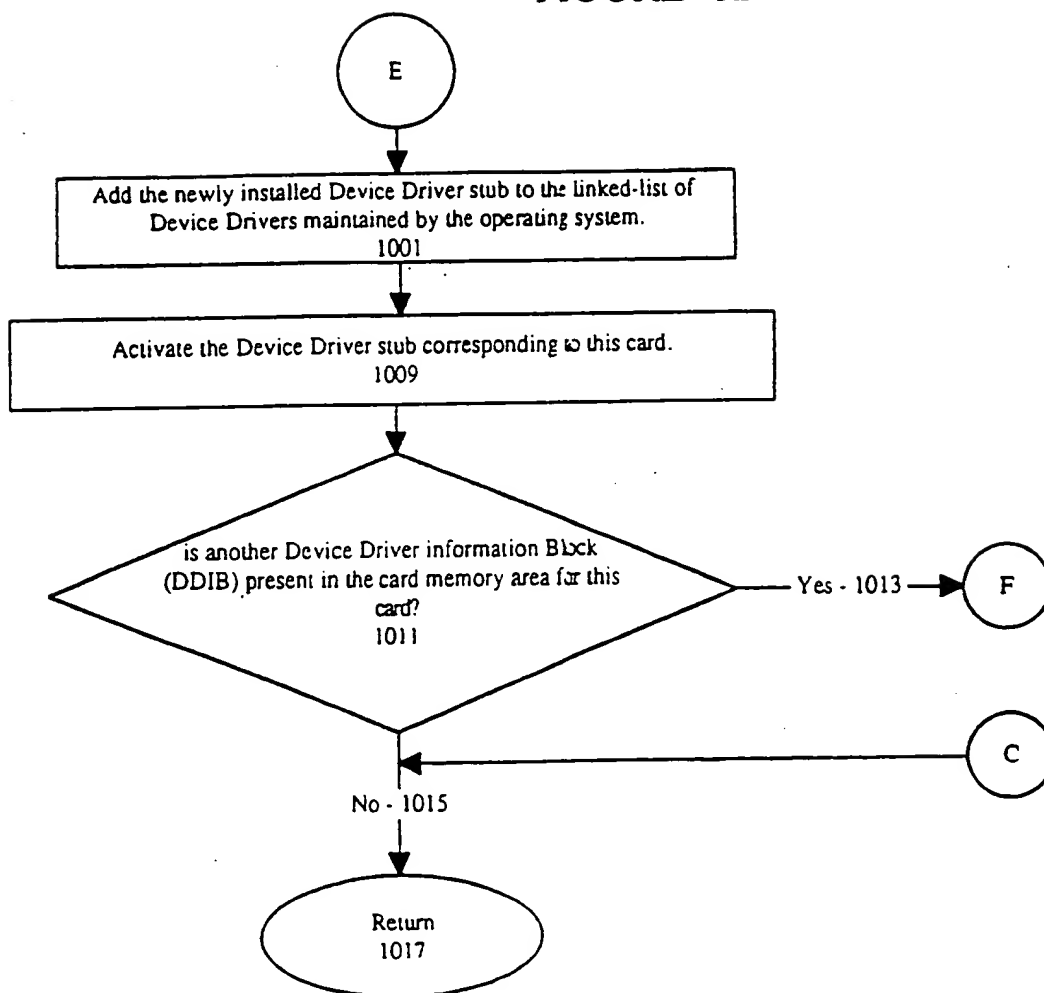 E
Add the newly installed Device Driver stub to the linked-list of
Device Drivers maintained by the operating system.
1001
Activate the Device Driver stub corresponding to this card.
1009
is another Device Driver information Block
(DDIB) present in the card memory area for this
card?
1011
Yes - 1013
F
C
No - 1015
Return
1017